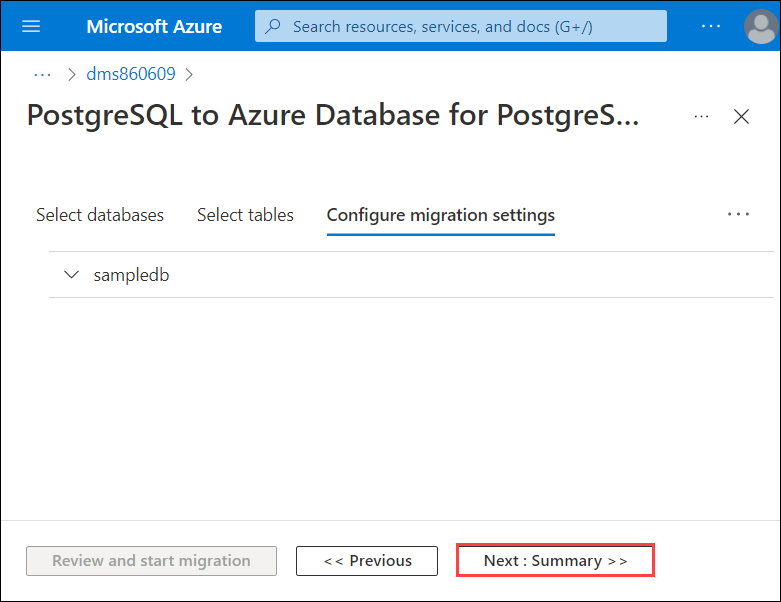 Microsoft Azure
Search resources, services, and docs (G+/)
...
... > dms860609 >
PostgreSQL to Azure Database for PostgreS...
...
Select databases
Select tables
Configure migration settings
...
sampledb
Review and start migration
<< Previous
Next : Summary >>